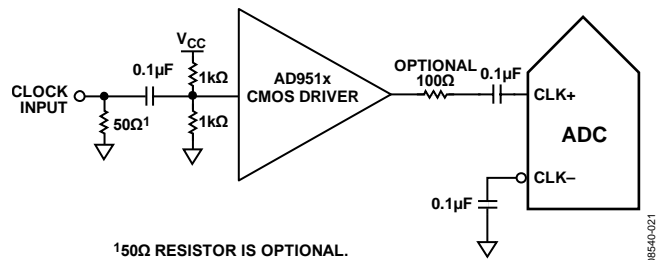 VCC
0.1µF
1kΩ
CLOCK
INPUT
50Ω1
1kΩ
AD951x
CMOS DRIVER
OPTIONAL
100Ω
0.1µF
CLK+
ADC
CLK–
0.1µF
150Ω RESISTOR IS OPTIONAL.
08540-021